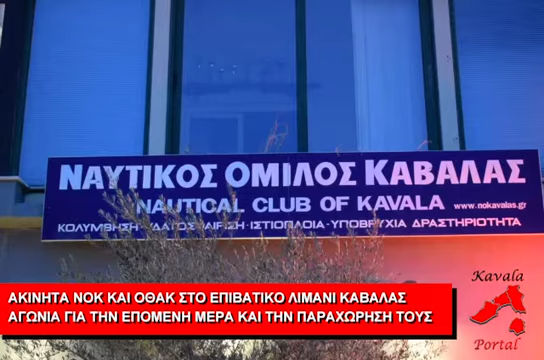 ΝΑΥΤΙΚΟΣ ΟΜΙΛΟΣ ΚΑΒΑΛΑΣ
NAUTICAL CLUB OF KAVALA www.nokavalas.gr
ΚΟΛΥΜΒΗΣΗ·ΥΔΑΤΟΣΦΑΙΡΙΣΗ·ΙΣΤΙΟΠΛΟΪΑ·ΥΠΟΒΡΥΧΙΑ ΔΡΑΣΤΗΡΙΟΤΗΤΑ
ΑΚΙΝΗΤΑ ΝΟΚ ΚΑΙ ΟΘΑΚ ΣΤΟ ΕΠΙΒΑΤΙΚΟ ΛΙΜΑΝΙ ΚΑΒΑΛΑΣ
ΑΓΩΝΙΑ ΓΙΑ ΤΗΝ ΕΠΟΜΕΝΗ ΜΕΡΑ ΚΑΙ ΤΗΝ ΠΑΡΑΧΩΡΗΣΗ ΤΟΥΣ
Kavala
Portal